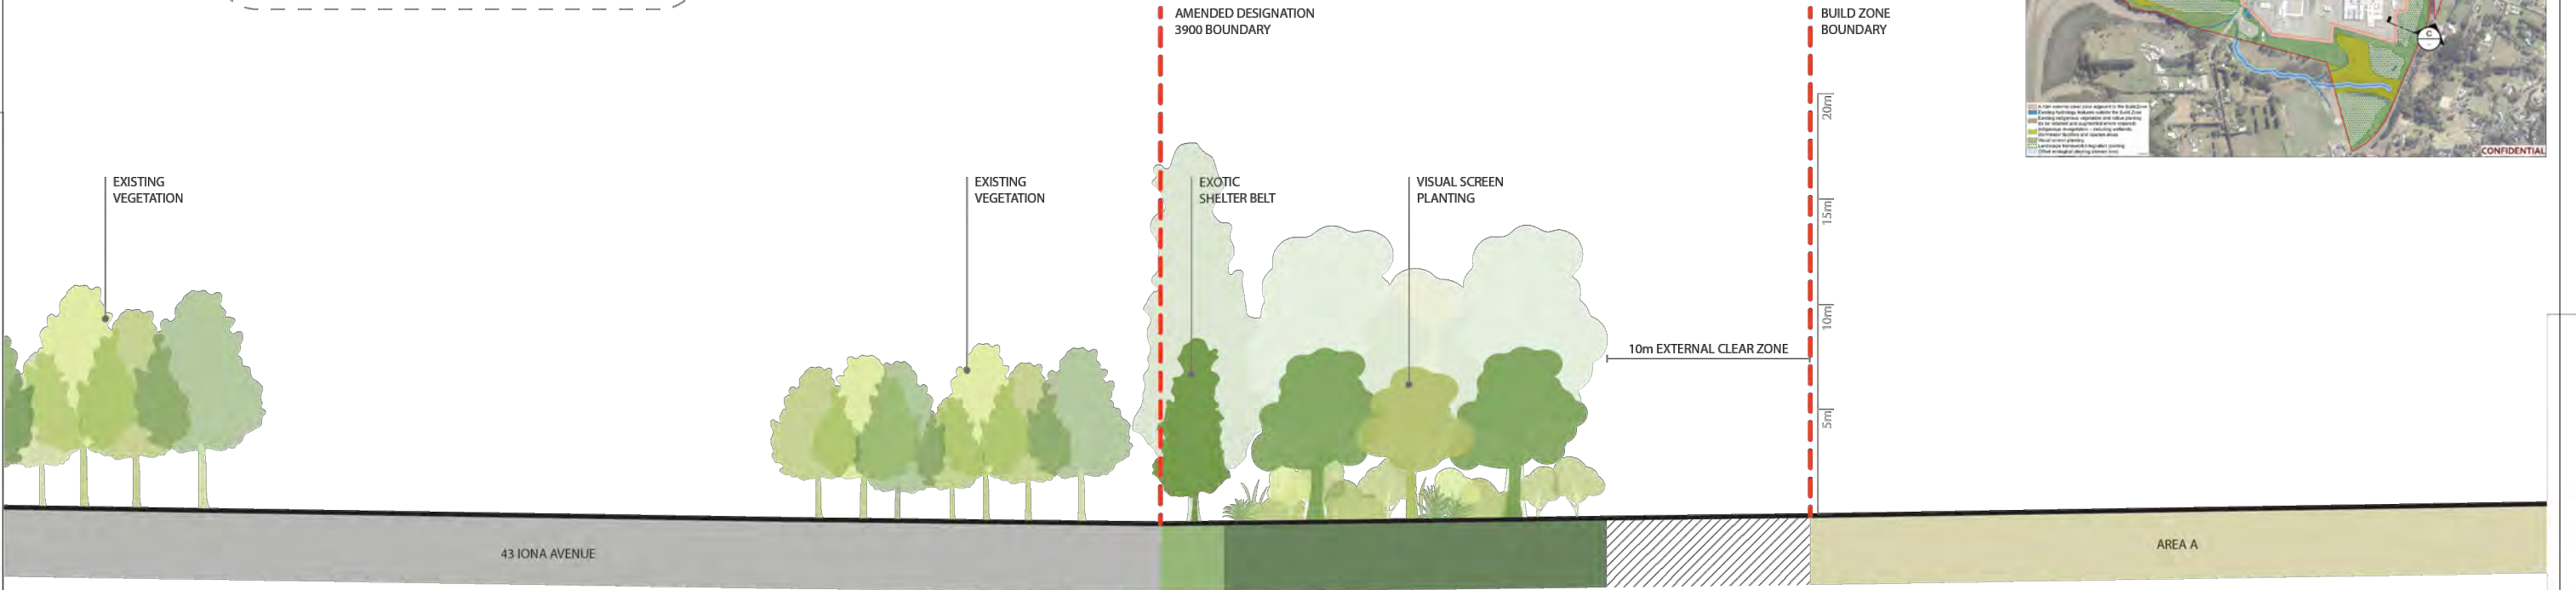 AMENDED DESIGNATION
3900 BOUNDARY
BUILD ZONE
BOUNDARY
C
CONFIDENTIAL
EXISTING
VEGETATION
EXISTING
VEGETATION
EXOTIC
SHELTER BELT
VISUAL SCREEN
PLANTING
20m
15m
10m
5m
10m EXTERNAL CLEAR ZONE
43 IONA AVENUE
AREA A